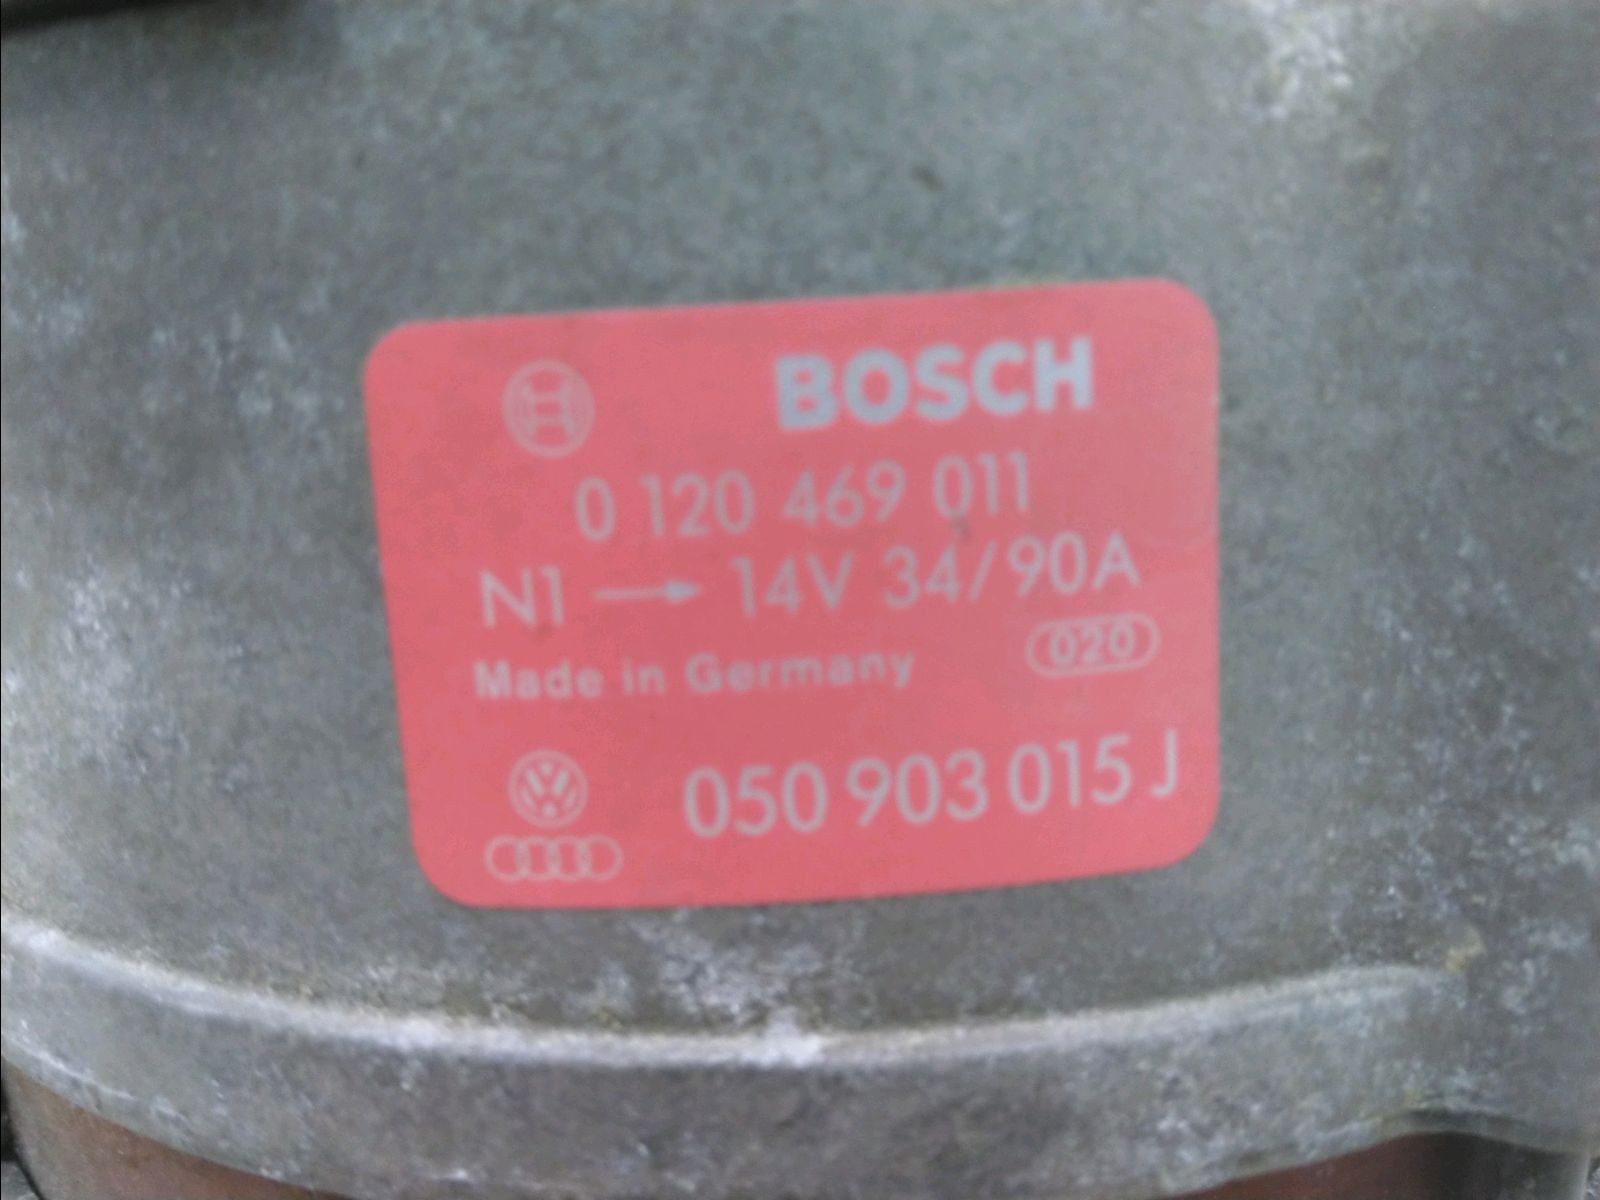 BOSCH
0 120 469 011
N1 → 14V 34/90A
Made in Germany 020
050 903 015 J